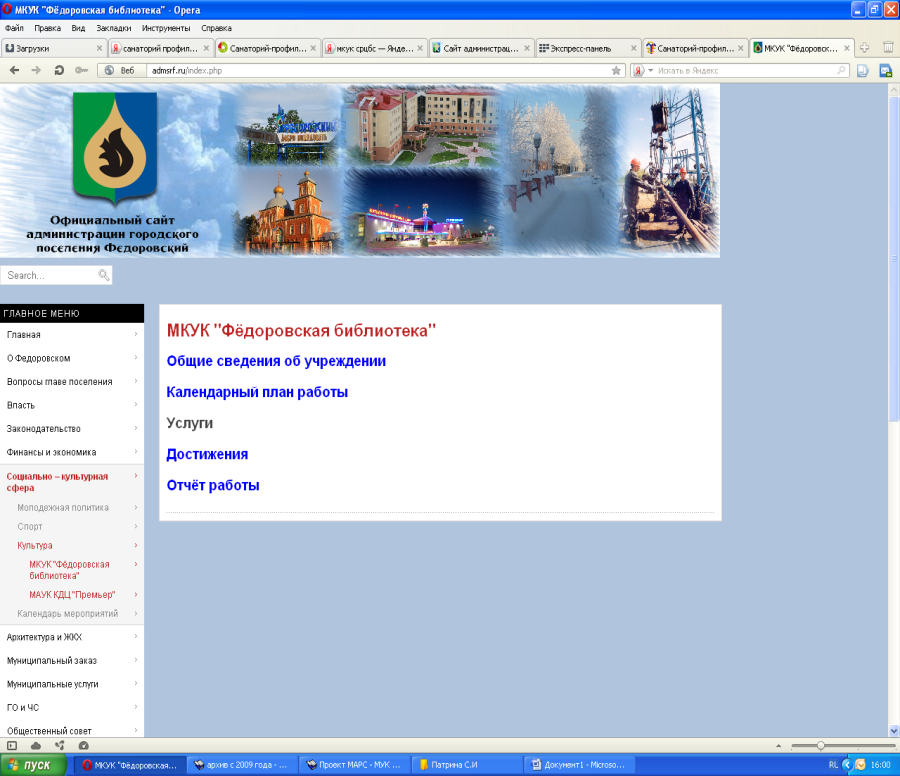 МКУК "Фёдоровская библиотека" - Opera
Файл Правка Вид Закладки Инструменты Справка
Загрузки
санаторий профил...
Санаторий-профил...
мкук срцбс — Янде...
Сайт администрац...
Экспресс-панель
Санаторий-профил...
МКУК "Фёдоровск...
Веб admsrf.ru/index.php
Искать в Яндекс
ФЕДОРОВСКИЙ
ДОБРО ПОЖАЛОВАТЬ
Официальный сайт
администрации городского
поселения Федоровский
Search...
ГЛАВНОЕ МЕНЮ
Главная
О Федоровском
Вопросы главе поселения
Власть
Законодательство
Финансы и экономика
Социально – культурная
сфера
Молодежная политика
Спорт
Культура
МКУК "Фёдоровская
библиотека"
МАУК КДЦ "Премьер"
Календарь мероприятий
Архитектура и ЖКХ
Муниципальный заказ
Муниципальные услуги
ГО и ЧС
Общественный совет
МКУК "Фёдоровская библиотека"
Общие сведения об учреждении
Календарный план работы
Услуги
Достижения
Отчёт работы
пуск
МКУК "Фёдоровская...
архив с 2009 года - ...
Проект МАРС - МУК ...
Патрина С.И
Документ1 - Microso...
RL
16:00